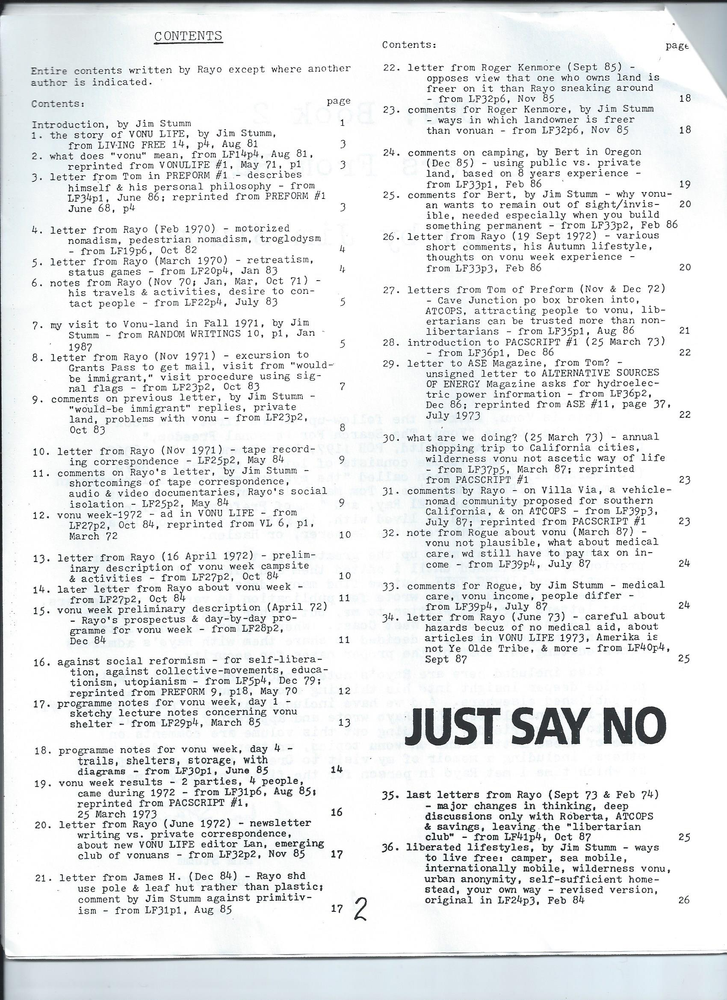 CONTENTS
Entire contents written by Rayo except where another
author is indicated.
Contents: page
Introduction, by Jim Stumm 1
1. the story of VONU LIFE, by Jim Stumm,
from LIVING FREE 14, p4, Aug 81 3
2. what does "vonu" mean, from LF14p4, Aug 81,
reprinted from VONULIFE #1, May 71, p1 3
3. letter from Tom in PREFORM #1 - describes
himself & his personal philosophy - from
LF34p1, June 86; reprinted from PREFORM #1
June 68, p4 3
4. letter from Rayo (Feb 1970) - motorized
nomadism, pedestrian nomadism, troglodysm
- from LF19p6, Oct 82 4
5. letter from Rayo (March 1970) - retreatism,
status games - from LF20p4, Jan 83 4
6. notes from Rayo (Nov 70; Jan, Mar, Oct 71) -
his travels & activities, desire to con-
tact people - from LF22p4, July 83 5
7. my visit to Vonu-land in Fall 1971, by Jim
Stumm - from RANDOM WRITINGS 10, p1, Jan
1987 5
8. letter from Rayo (Nov 1971) - excursion to
Grants Pass to get mail, visit from "would-
be immigrant," visit procedure using sig-
nal flags - from LF23p2, Oct 83 7
9. comments on previous letter, by Jim Stumm -
"would-be immigrant" replies, private
land, problems with vonu - from LF23p2,
Oct 83 8
10. letter from Rayo (Nov 1971) - tape record-
ing correspondence - LF25p2, May 84 9
11. comments on Rayo's letter, by Jim Stumm -
shortcomings of tape correspondence,
audio & video documentaries, Rayo's social
isolation - LF25p2, May 84 9
12. vonu week-1972 - ad in VONU LIFE - from
LF27p2, Oct 84, reprinted from VL 6, p1,
March 72 10
13. letter from Rayo (16 April 1972) - prelim-
inary description of vonu week campsite
& activities - from LF27p2, Oct 84 10
14. later letter from Rayo about vonu week -
from LF27p2, Oct 84 11
15. vonu week preliminary description (April 72)
- Rayo's prospectus & day-by-day pro-
gramme for vonu week - from LF28p2,
Dec 84 11
16. against social reformism - for self-libera-
tion, against collective-movements, educa-
tionism, utopianism - from LF5p4, Dec 79;
reprinted from PREFORM 9, p18, May 70 12
17. programme notes for vonu week, day 1 -
sketchy lecture notes concerning vonu
shelter - from LF29p4, March 85 13
18. programme notes for vonu week, day 4 -
trails, shelters, storage, with
diagrams - from LF30p1, June 85 14
19. vonu week results - 2 parties, 4 people,
came during 1972 - from LF31p6, Aug 85;
reprinted from PACSCRIPT #1,
25 March 1973 16
20. letter from Rayo (June 1972) - newsletter
writing vs. private correspondence,
about new VONU LIFE editor Lan, emerging
club of vonuans - from LF32p2, Nov 85 17
21. letter from James H. (Dec 84) - Rayo shd
use pole & leaf hut rather than plastic;
comment by Jim Stumm against primitiv-
ism - from LF31p1, Aug 85 17
2
Contents: page
22. letter from Roger Kenmore (Sept 85) -
opposes view that one who owns land is
freer on it than Rayo sneaking around
- from LF32p6, Nov 85 18
23. comments for Roger Kenmore, by Jim Stumm
- ways in which landowner is freer
than vonuan - from LF32p6, Nov 85 18
24. comments on camping, by Bert in Oregon
(Dec 85) - using public vs. private
land, based on 8 years experience -
from LF33p1, Feb 86 19
25. comments for Bert, by Jim Stumm - why vonu-
an wants to remain out of sight/invis- 20
ible, needed especially when you build
something permanent - from LF33p2, Feb 86
26. letter from Rayo (19 Sept 1972) - various
short comments, his Autumn lifestyle,
thoughts on vonu week experience -
from LF33p3, Feb 86 20
27. letters from Tom of Preform (Nov & Dec 72)
- Cave Junction po box broken into,
ATCOPS, attracting people to vonu, lib-
ertarians can be trusted more than non-
libertarians - from LF35p1, Aug 86 21
28. introduction to PACSCRIPT #1 (25 March 73)
- from LF36p1, Dec 86 22
29. letter to ASE Magazine, from Tom? -
unsigned letter to ALTERNATIVE SOURCES
OF ENERGY Magazine asks for hydroelec-
tric power information - from LF36p2,
Dec 86; reprinted from ASE #11, page 37,
July 1973 22
30. what are we doing? (25 March 73) - annual
shopping trip to California cities,
wilderness vonu not ascetic way of life
- from LF37p5, March 87; reprinted
from PACSCRIPT #1 23
31. comments by Rayo - on Villa Via, a vehicle-
nomad community proposed for southern
California, & on ATCOPS - from LF39p3,
July 87; reprinted from PACSCRIPT #1 23
32. note from Rogue about vonu (March 87) -
vonu not plausible, what about medical
care, wd still have to pay tax on in-
come - from LF39p4, July 87 24
33. comments for Rogue, by Jim Stumm - medical
care, vonu income, people differ -
from LF39p4, July 87 24
34. letter from Rayo (June 73) - careful about
hazards becuz of no medical aid, about
articles in VONU LIFE 1973, Amerika is
not Ye Olde Tribe, & more - from LF40p4,
Sept 87 25
JUST SAY NO
35. last letters from Rayo (Sept 73 & Feb 74)
- major changes in thinking, deep
discussions only with Roberta, ATCOPS
& savings, leaving the "libertarian
club" - from LF41p4, Oct 87 25
36. liberated lifestyles, by Jim Stumm - ways
to live free: camper, sea mobile,
internationally mobile, wilderness vonu,
urban anonymity, self-sufficient home-
stead, your own way - revised version,
original in LF24p3, Feb 84 26